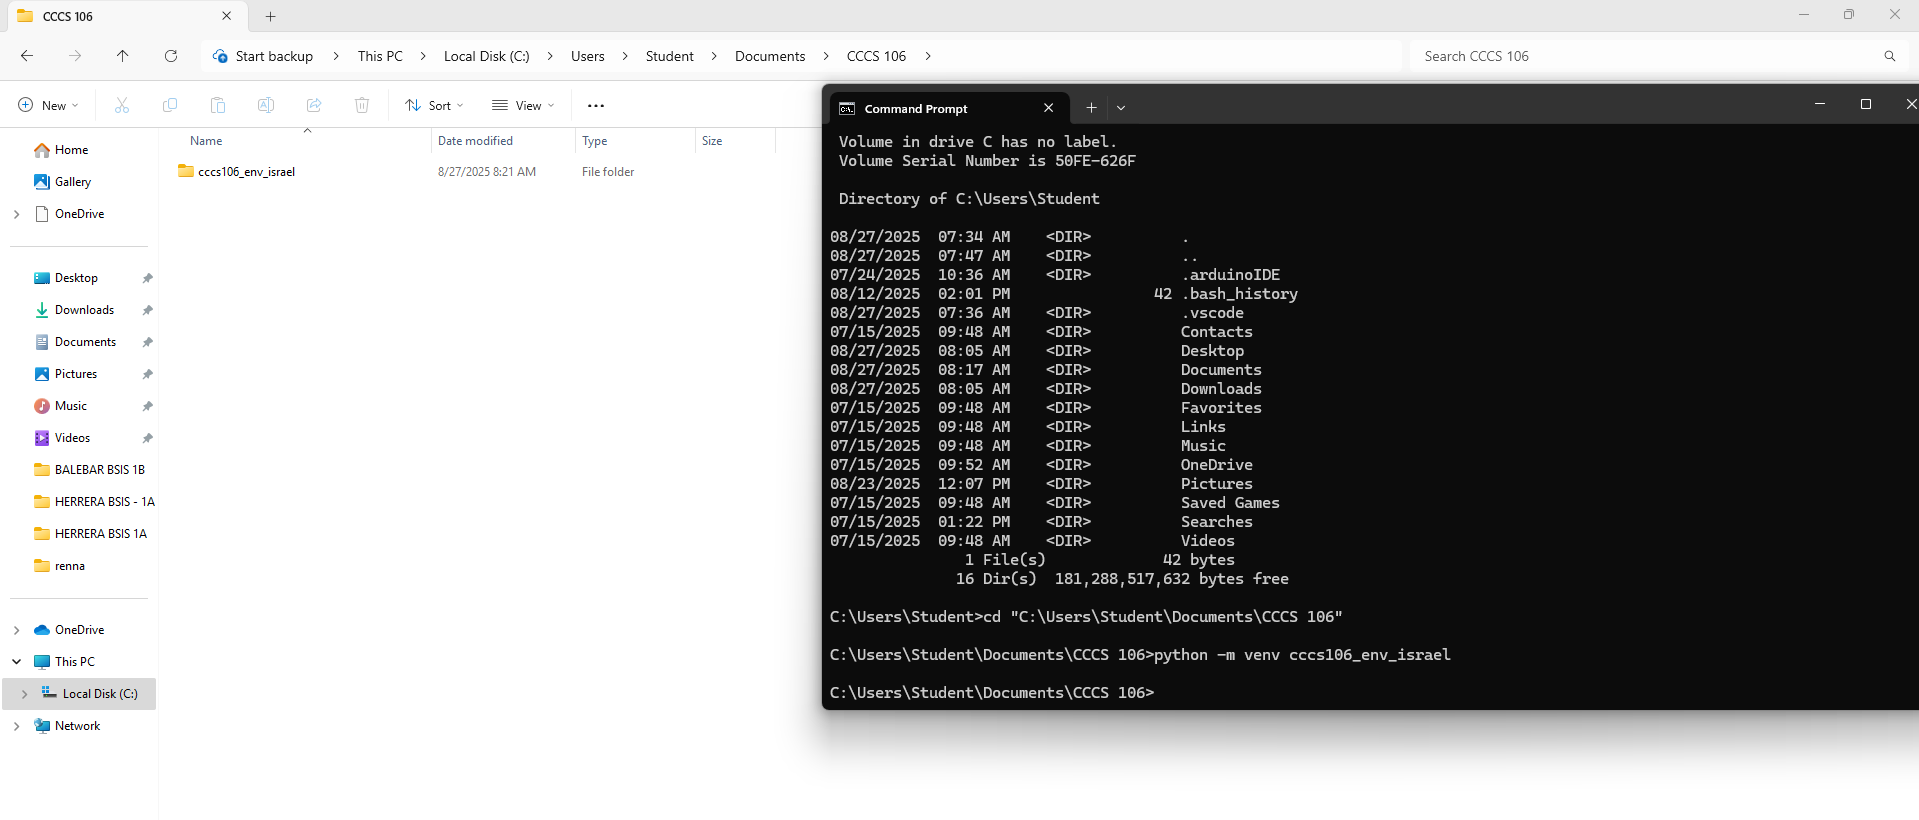 CCCS 106
Start backup > This PC > Local Disk (C:) > Users > Student > Documents > CCCS 106 >
Search CCCS 106
New
Sort
View
Name
Date modified
Type
Size
cccs106_env_israel
8/27/2025 8:21 AM
File folder
Home
Gallery
OneDrive
Desktop
Downloads
Documents
Pictures
Music
Videos
BALEBAR BSIS 1B
HERRERA BSIS - 1A
HERRERA BSIS 1A
renna
OneDrive
This PC
Local Disk (C:)
Network
Command Prompt
Volume in drive C has no label.
Volume Serial Number is 50FE-626F
Directory of C:\Users\Student
08/27/2025  07:34 AM    <DIR>          .
08/27/2025  07:47 AM    <DIR>          ..
07/24/2025  10:36 AM    <DIR>          .arduinoIDE
08/12/2025  02:01 PM                42 .bash_history
08/27/2025  07:36 AM    <DIR>          .vscode
07/15/2025  09:48 AM    <DIR>          Contacts
08/27/2025  08:05 AM    <DIR>          Desktop
08/27/2025  08:17 AM    <DIR>          Documents
08/27/2025  08:05 AM    <DIR>          Downloads
07/15/2025  09:48 AM    <DIR>          Favorites
07/15/2025  09:48 AM    <DIR>          Links
07/15/2025  09:48 AM    <DIR>          Music
07/15/2025  09:52 AM    <DIR>          OneDrive
08/23/2025  12:07 PM    <DIR>          Pictures
07/15/2025  09:48 AM    <DIR>          Saved Games
07/15/2025  01:22 PM    <DIR>          Searches
07/15/2025  09:48 AM    <DIR>          Videos
1 File(s)             42 bytes
16 Dir(s)  181,288,517,632 bytes free
C:\Users\Student>cd "C:\Users\Student\Documents\CCCS 106"
C:\Users\Student\Documents\CCCS 106>python -m venv cccs106_env_israel
C:\Users\Student\Documents\CCCS 106>